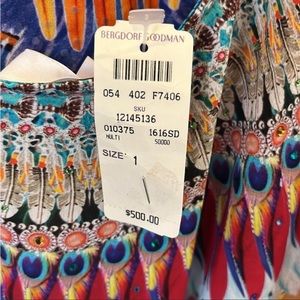 BERGDORF GOODMAN
054 402 F7406
SKU
12145136
010375 1616SD
MULTI 50000
SIZE: 1
$500.00